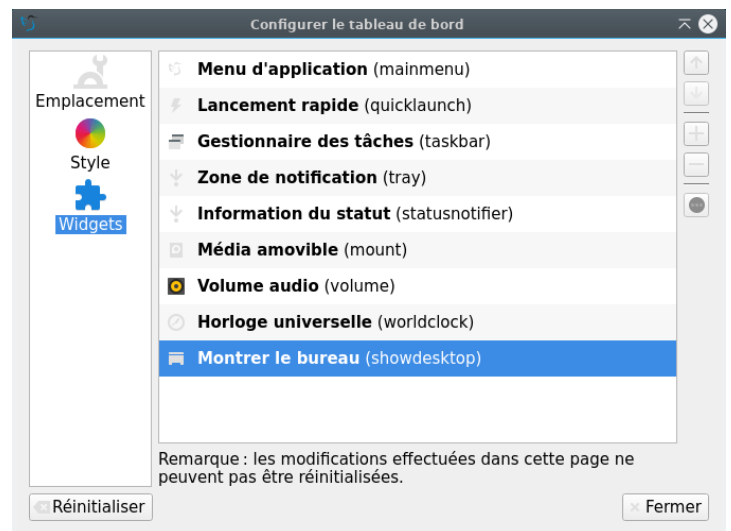 Configurer le tableau de bord
Emplacement
Style
Widgets
Menu d'application (mainmenu)
Lancement rapide (quicklaunch)
Gestionnaire des tâches (taskbar)
Zone de notification (tray)
Information du statut (statusnotifier)
Média amovible (mount)
Volume audio (volume)
Horloge universelle (worldclock)
Montrer le bureau (showdesktop)
Remarque : les modifications effectuées dans cette page ne
peuvent pas être réinitialisées.
Réinitialiser
Fermer